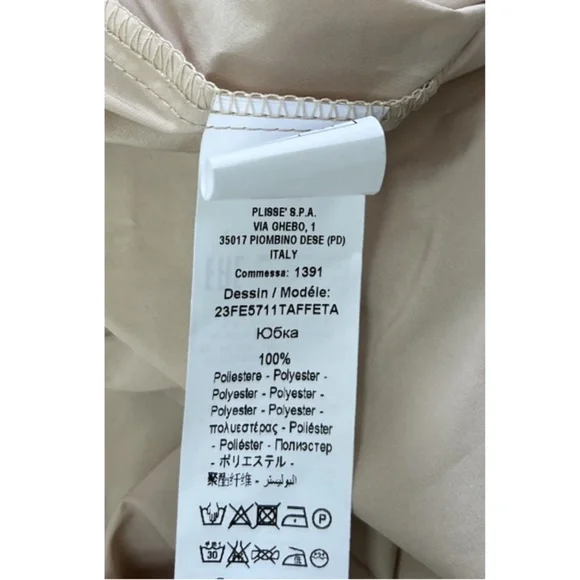 PLISSE' S.P.A.
VIA GHEBO, 1
35017 PIOMBINO DESE (PD)
ITALY
Commessa: 1391
Dessin / Modéle:
23FE5711TAFFETA
Юбка
100%
Poliestere - Polyester -
Polyester - Polyester -
Polyester - Polyester -
πολυεστέρας - Poliéster
- Poliéster - Полиэстер
- ポリエステル -
聚酯纤维 - البوليستر
P
30